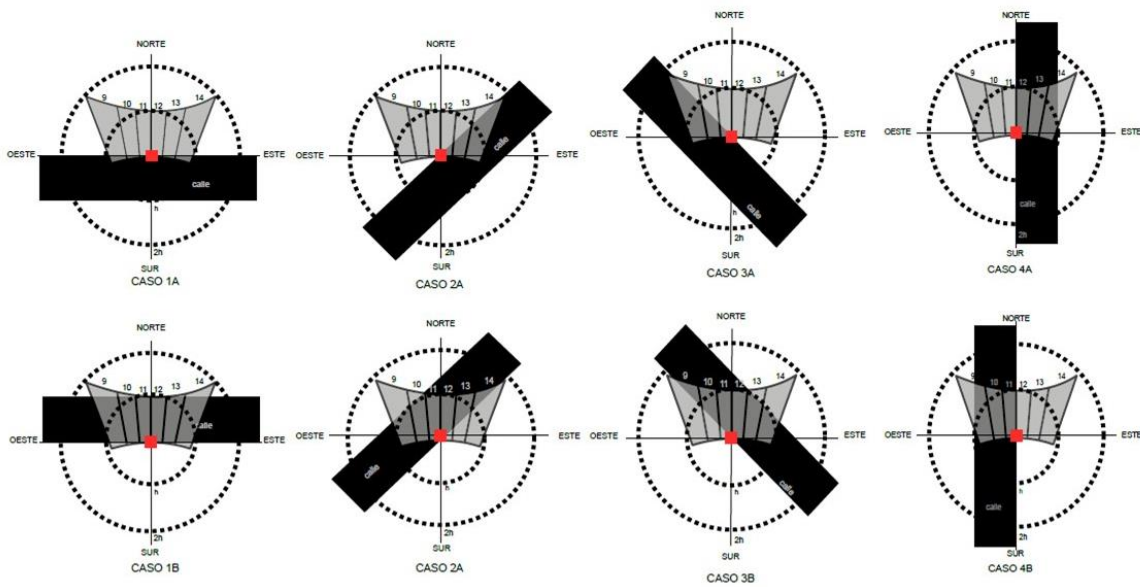 NORTE
9 10 11 12 13 14
OESTE ESTE
calle
h
2h
SUR
CASO 1A
NORTE
9 10 11 12 13 14
OESTE ESTE
calle
h
2h
SUR
CASO 2A
NORTE
9 10 11 12 13 14
OESTE ESTE
calle
h
2h
SUR
CASO 3A
NORTE
9 10 11 12 13 14
OESTE ESTE
calle
2h
SUR
CASO 4A
NORTE
9 10 11 12 13 14
calle
OESTE ESTE
h
2h
SUR
CASO 1B
NORTE
9 10 11 12 13 14
OESTE ESTE
calle
h
2h
SUR
CASO 2A
NORTE
9 10 11 12 13 14
OESTE ESTE
calle
h
2h
SUR
CASO 3B
NORTE
9 10 11 12 13 14
OESTE ESTE
h
calle
2h
SUR
CASO 4B